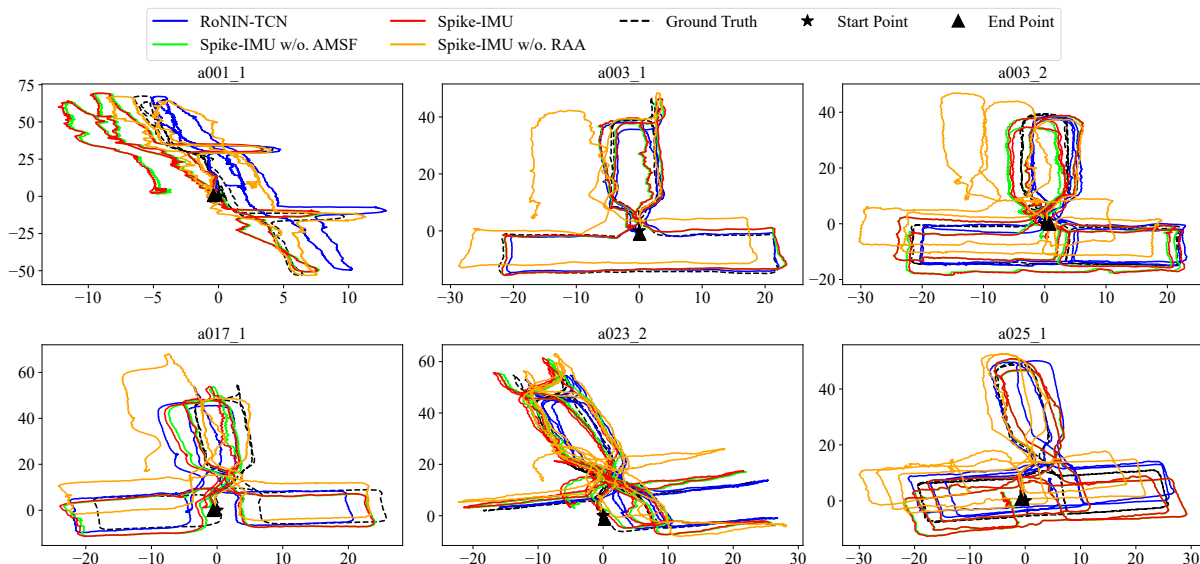 RoNIN-TCN Spike-IMU Ground Truth Start Point End Point
Spike-IMU w/o. AMSF Spike-IMU w/o. RAA
a001_1 a003_1 a003_2
75
50
25
0
−25
−50
−10 −5 0 5 10
40
20
0
−30 −20 −10 0 10 20
40
20
0
−20
−30 −20 −10 0 10 20
a017_1 a023_2 a025_1
60
40
20
0
−20 −10 0 10 20
60
40
20
0
−20 −10 0 10 20 30
50
40
30
20
10
0
−10
−30 −20 −10 0 10 20 30